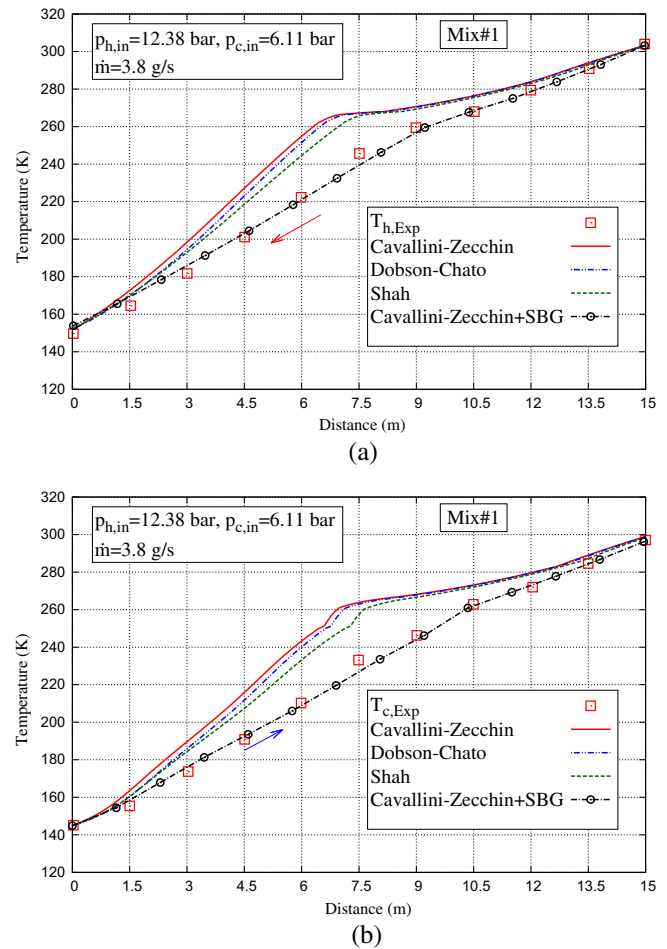 320
300
280
260
240
220
200
180
160
140
120
Temperature (K)
p_h,in=12.38 bar, p_c,in=6.11 bar
ṁ=3.8 g/s
Mix#1
T_h,Exp
Cavallini-Zecchin
Dobson-Chato
Shah
Cavallini-Zecchin+SBG
0 1.5 3 4.5 6 7.5 9 10.5 12 13.5 15
Distance (m)
(a)
320
300
280
260
240
220
200
180
160
140
120
Temperature (K)
p_h,in=12.38 bar, p_c,in=6.11 bar
ṁ=3.8 g/s
Mix#1
T_c,Exp
Cavallini-Zecchin
Dobson-Chato
Shah
Cavallini-Zecchin+SBG
0 1.5 3 4.5 6 7.5 9 10.5 12 13.5 15
Distance (m)
(b)